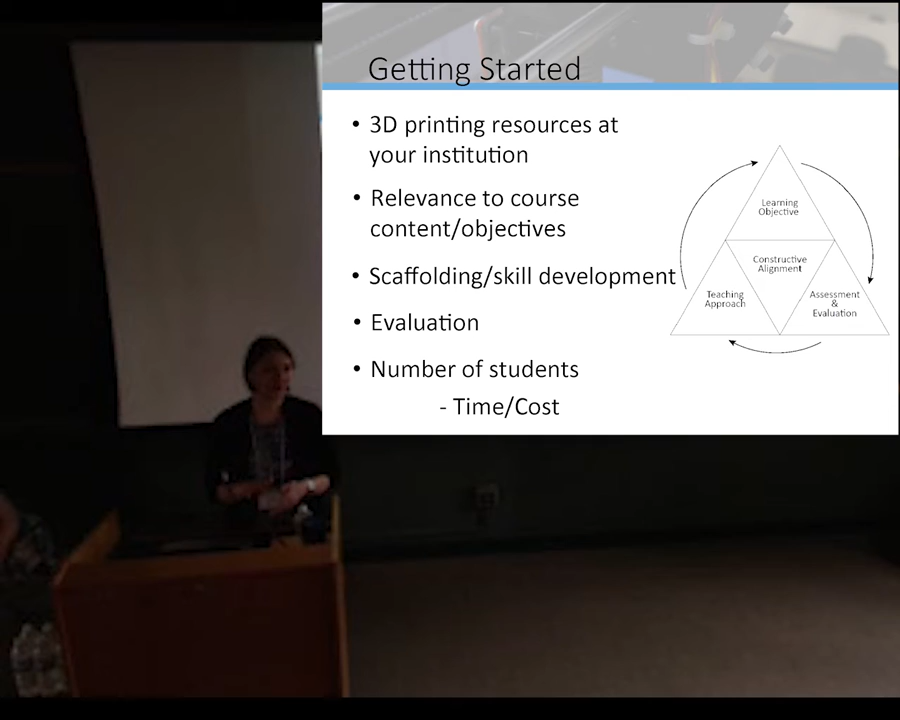 Getting Started
• 3D printing resources at
your institution
• Relevance to course
content/objectives
• Scaffolding/skill development
• Evaluation
• Number of students
- Time/Cost
Learning
Objective
Constructive
Alignment
Teaching
Approach
Assessment
&
Evaluation